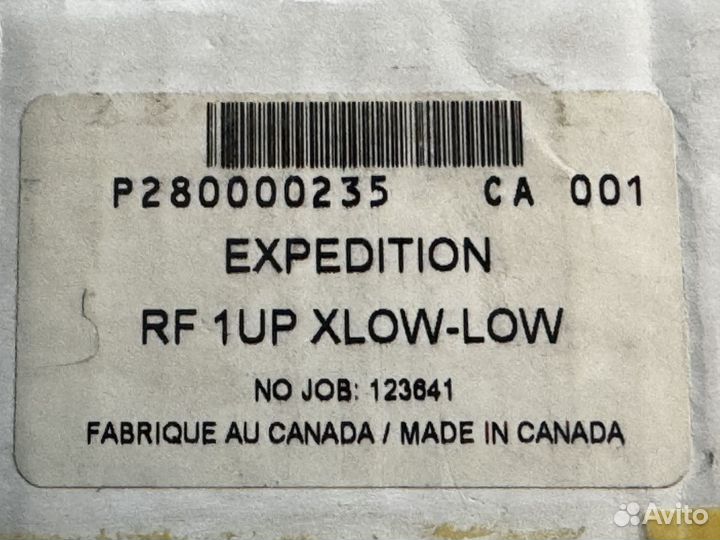 P280000235 CA 001
EXPEDITION
RF 1UP XLOW-LOW
NO JOB: 123641
FABRIQUE AU CANADA / MADE IN CANADA
Avito